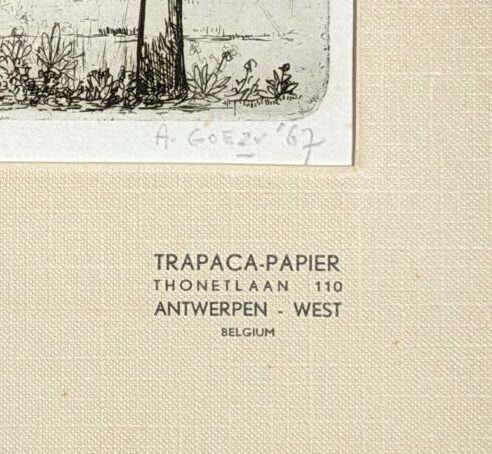 A. GOEZU '67
TRAPACA-PAPIER
THONETLAAN 110
ANTWERPEN - WEST
BELGIUM